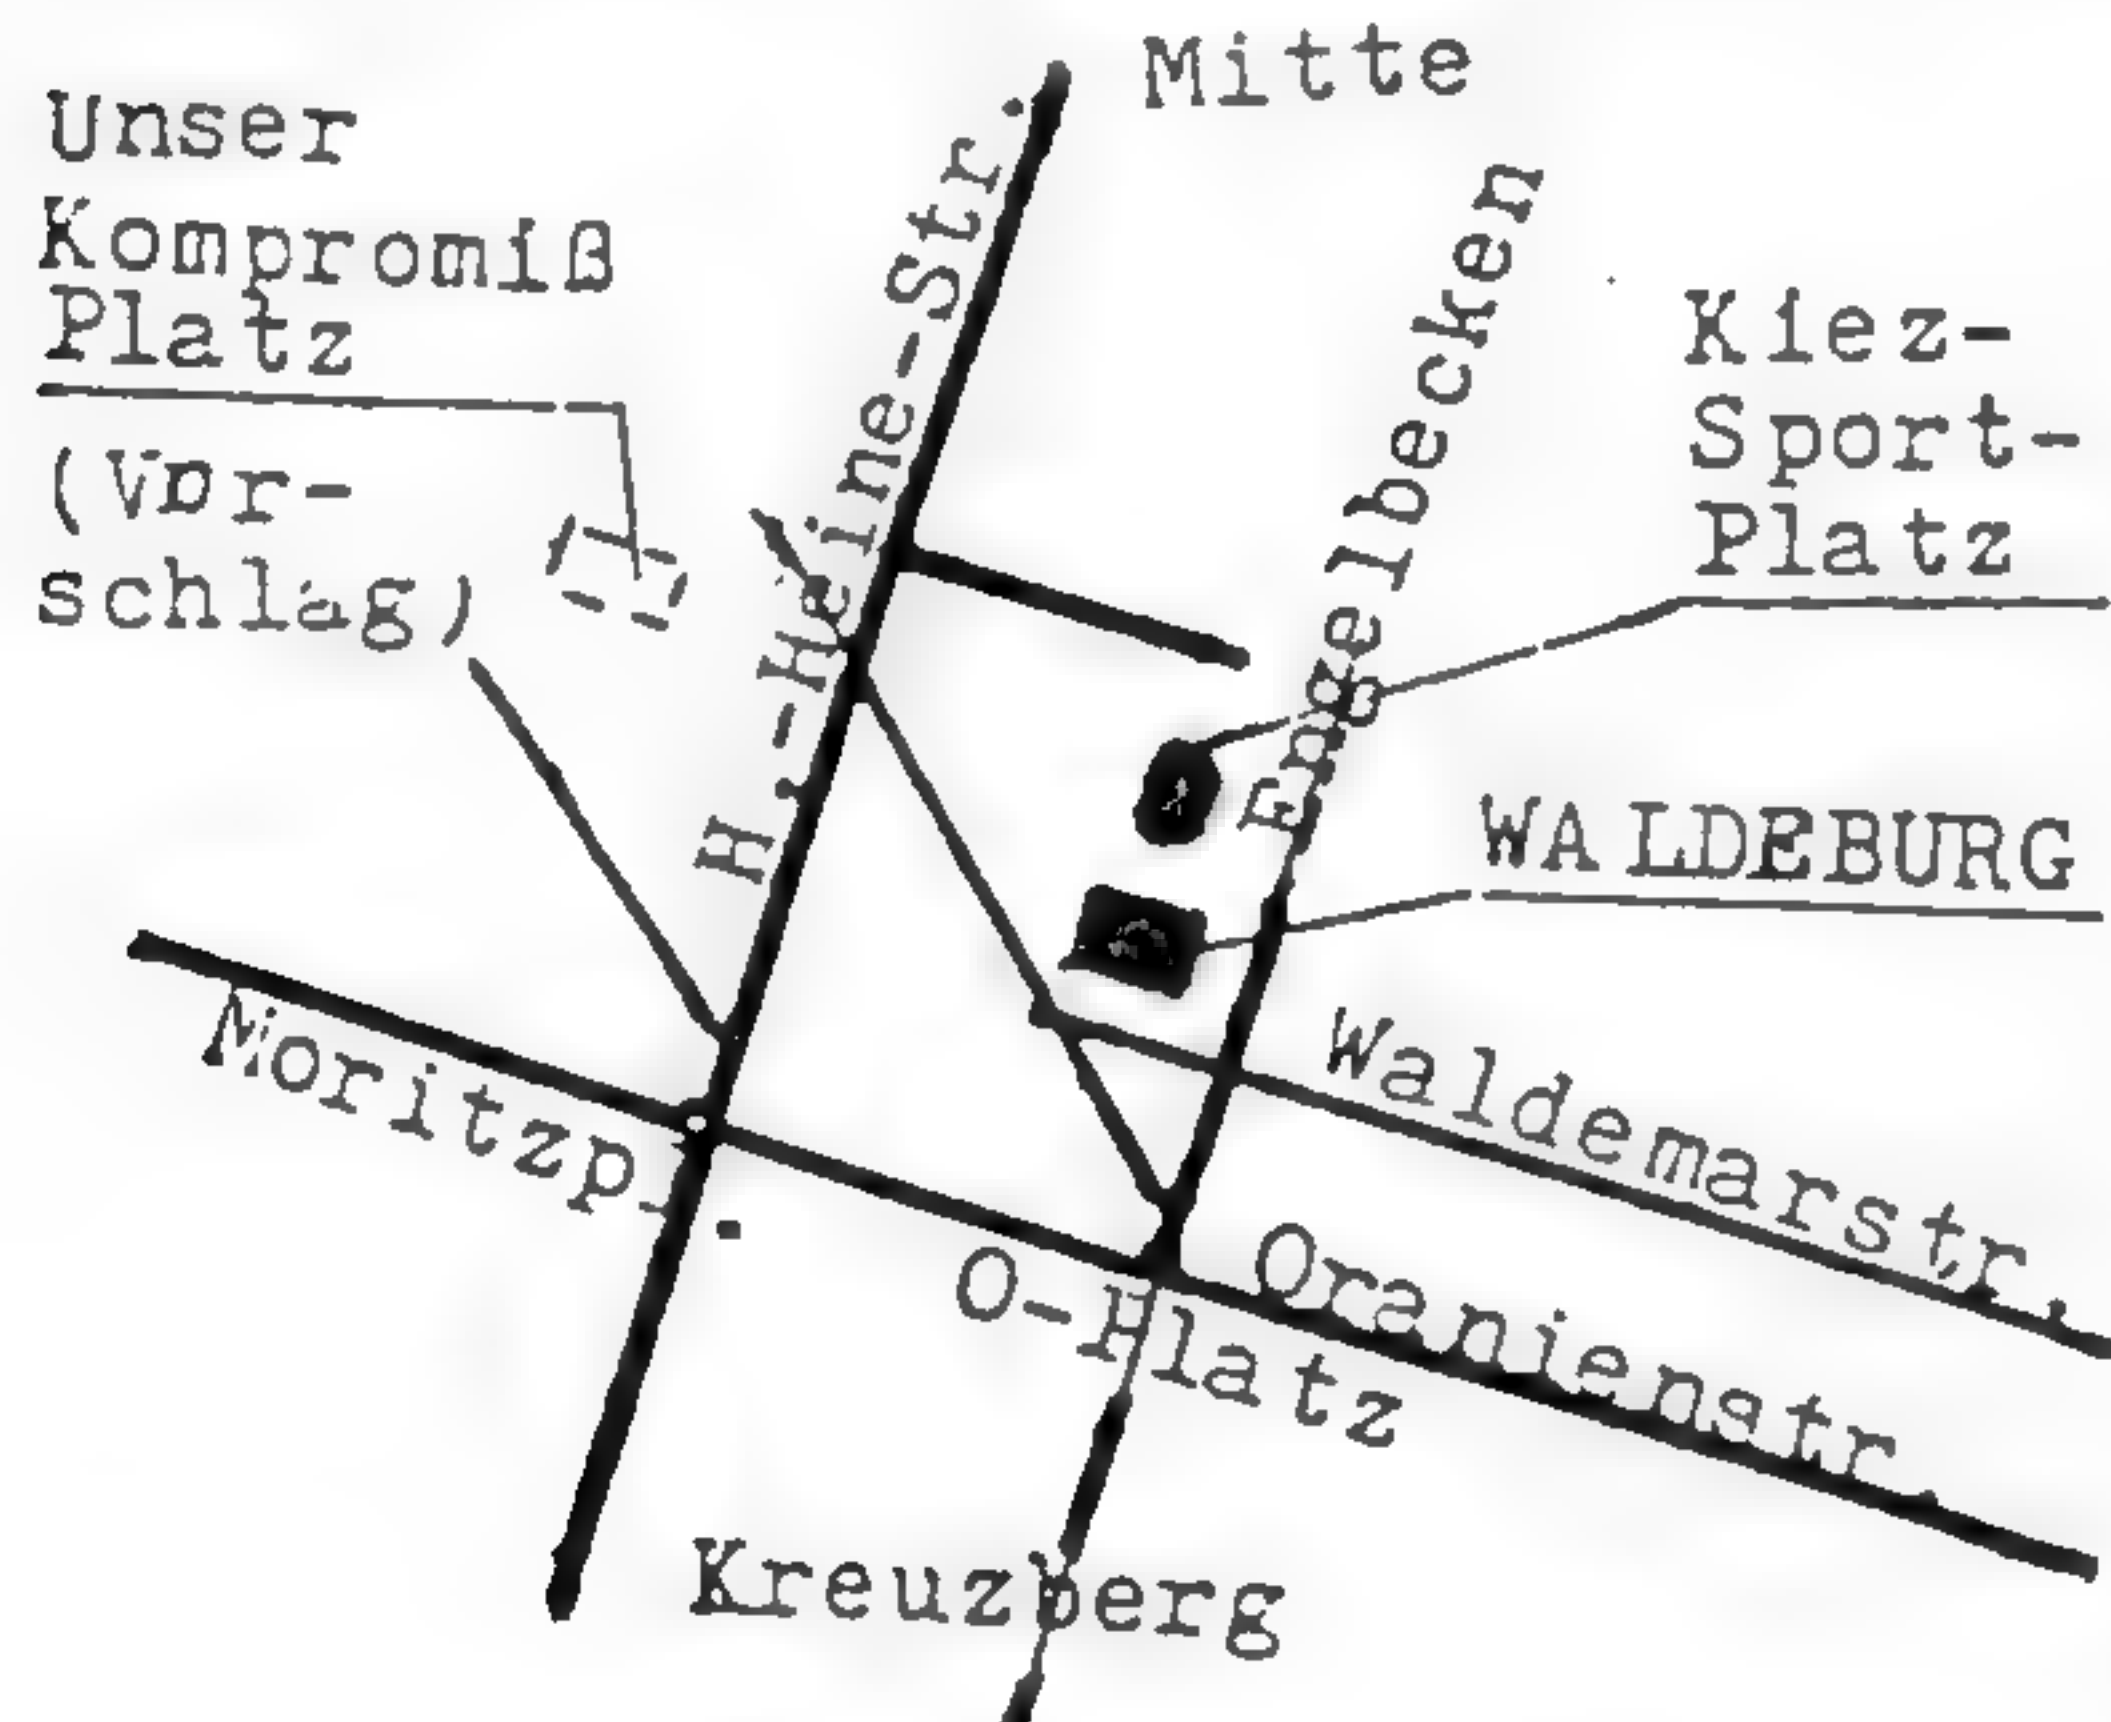 Mitte
Unser
Kompromiß
Platz
(Vor-
schlag)
H.-Heine-Str.
Engelbecken
Kiez-
Sport-
Platz
WALDEBURG
Moritzpl.
Waldemarstr.
O-Platz
Oranienstr.
Kreuzberg